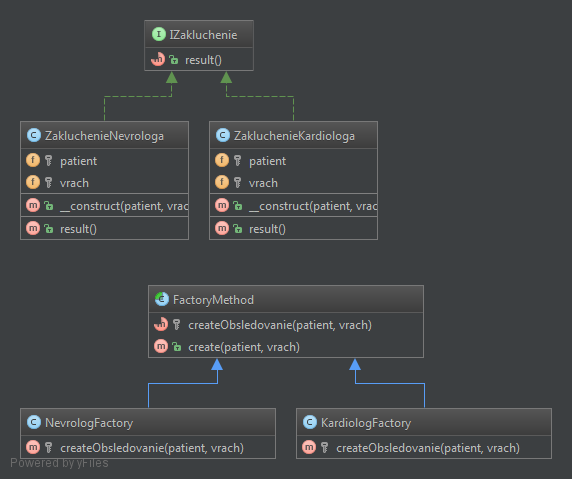 IZakluchenie
result()
ZakluchenieNevrologa
patient
vrach
__construct(patient, vrac
result()
ZakluchenieKardiologa
patient
vrach
__construct(patient, vrac
result()
FactoryMethod
createObsledovanie(patient, vrach)
create(patient, vrach)
NevrologFactory
createObsledovanie(patient, vrach)
KardiologFactory
createObsledovanie(patient, vrach)
Powered by yFiles